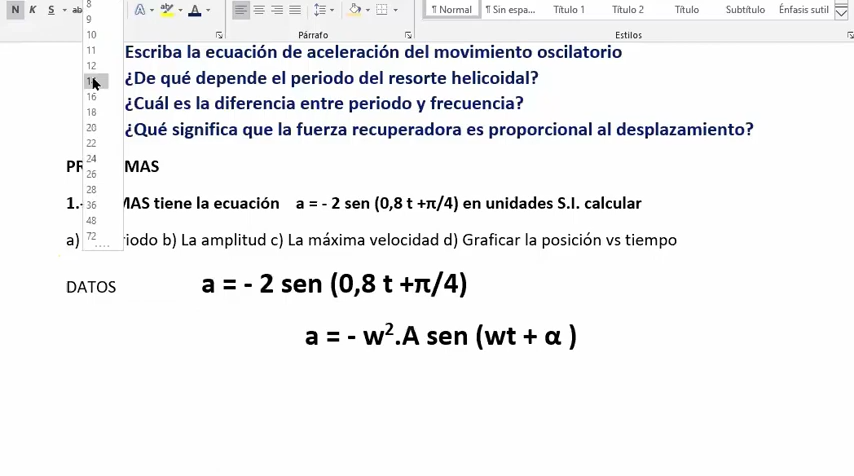 N K S ab A ab A
¶ Normal ¶ Sin espa... Título 1 Título 2 Título Subtítulo Énfasis sutil
Párrafo Estilos
8
9
10
11
12
16
18
20
22
24
26
28
36
48
72
Escriba la ecuación de aceleración del movimiento oscilatorio
¿De qué depende el periodo del resorte helicoidal?
¿Cuál es la diferencia entre periodo y frecuencia?
¿Qué significa que la fuerza recuperadora es proporcional al desplazamiento?
MAS
1.- MAS tiene la ecuación a = - 2 sen (0,8 t +π/4) en unidades S.I. calcular
a) iodo b) La amplitud c) La máxima velocidad d) Graficar la posición vs tiempo
DATOS a = - 2 sen (0,8 t +π/4)
a = - w².A sen (wt + α )